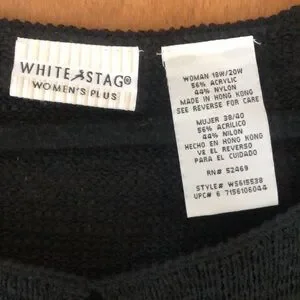 WHITE STAG®
WOMEN'S PLUS
WOMAN 18W/20W
56% ACRYLIC
44% NYLON
MADE IN HONG KONG
SEE REVERSE FOR CARE
MUJER 38/40
56% ACRILICO
44% NILON
HECHO EN HONG KONG
VE EL REVERSO
PARA EL CUIDADO
RN# 52469
STYLE# WS615538
UPC# 6 7156106044